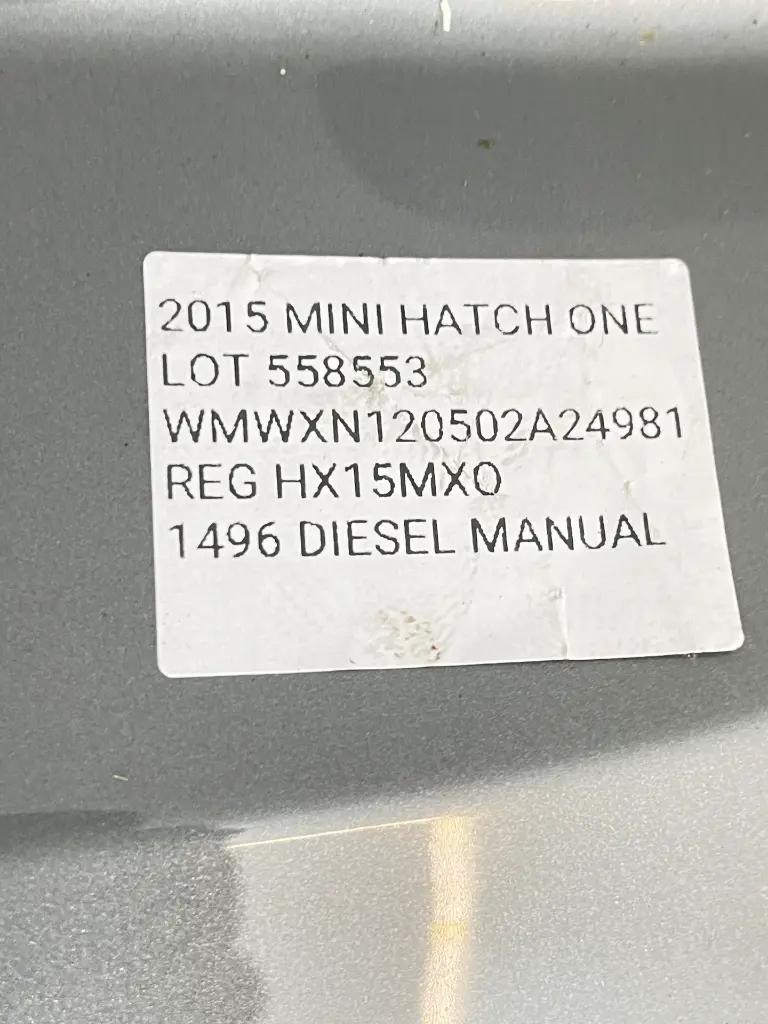 2015 MINI HATCH ONE
LOT 558553
WMWXN120502A24981
REG HX15MXO
1496 DIESEL MANUAL